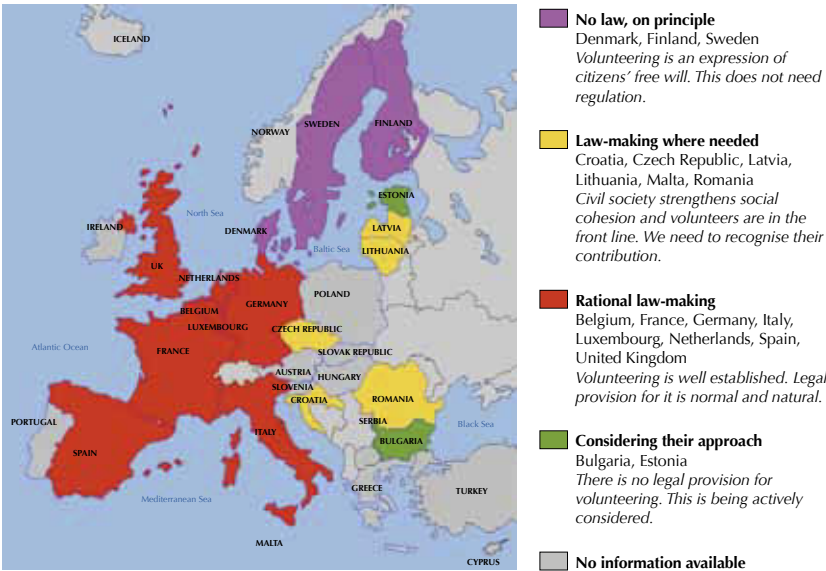 ICELAND
NORWAY
SWEDEN
FINLAND
ESTONIA
North Sea
IRELAND
DENMARK
LATVIA
Baltic Sea
LITHUANIA
UK
NETHERLANDS
POLAND
GERMANY
BELGIUM
LUXEMBOURG
CZECH REPUBLIC
Atlantic Ocean
FRANCE
SLOVAK REPUBLIC
AUSTRIA
HUNGARY
SLOVENIA
CROATIA
ROMANIA
PORTUGAL
SERBIA
Black Sea
ITALY
BULGARIA
SPAIN
GREECE
TURKEY
Mediterranean Sea
MALTA
CYPRUS
No law, on principle
Denmark, Finland, Sweden
Volunteering is an expression of
citizens' free will. This does not need
regulation.
Law-making where needed
Croatia, Czech Republic, Latvia,
Lithuania, Malta, Romania
Civil society strengthens social
cohesion and volunteers are in the
front line. We need to recognise their
contribution.
Rational law-making
Belgium, France, Germany, Italy,
Luxembourg, Netherlands, Spain,
United Kingdom
Volunteering is well established. Legal
provision for it is normal and natural.
Considering their approach
Bulgaria, Estonia
There is no legal provision for
volunteering. This is being actively
considered.
No information available